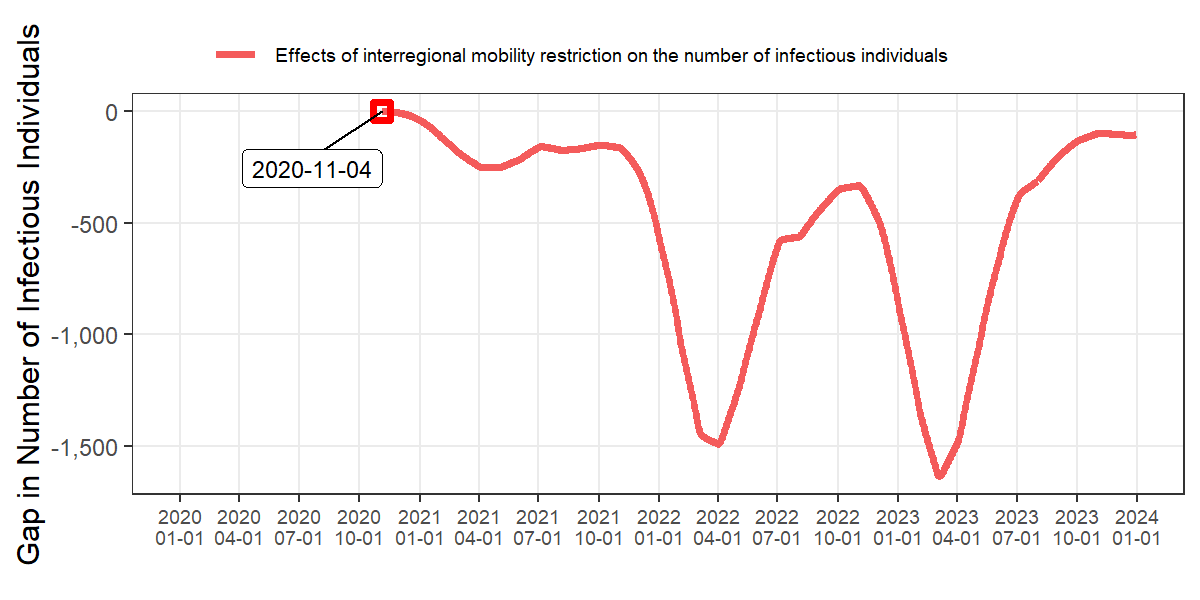 Effects of interregional mobility restriction on the number of infectious individuals
Gap in Number of Infectious Individuals
0
-500
-1,000
-1,500
2020-11-04
2020 2020 2020 2020 2021 2021 2021 2021 2022 2022 2022 2022 2023 2023 2023 2023 2024
01-01 04-01 07-01 10-01 01-01 04-01 07-01 10-01 01-01 04-01 07-01 10-01 01-01 04-01 07-01 10-01 01-01